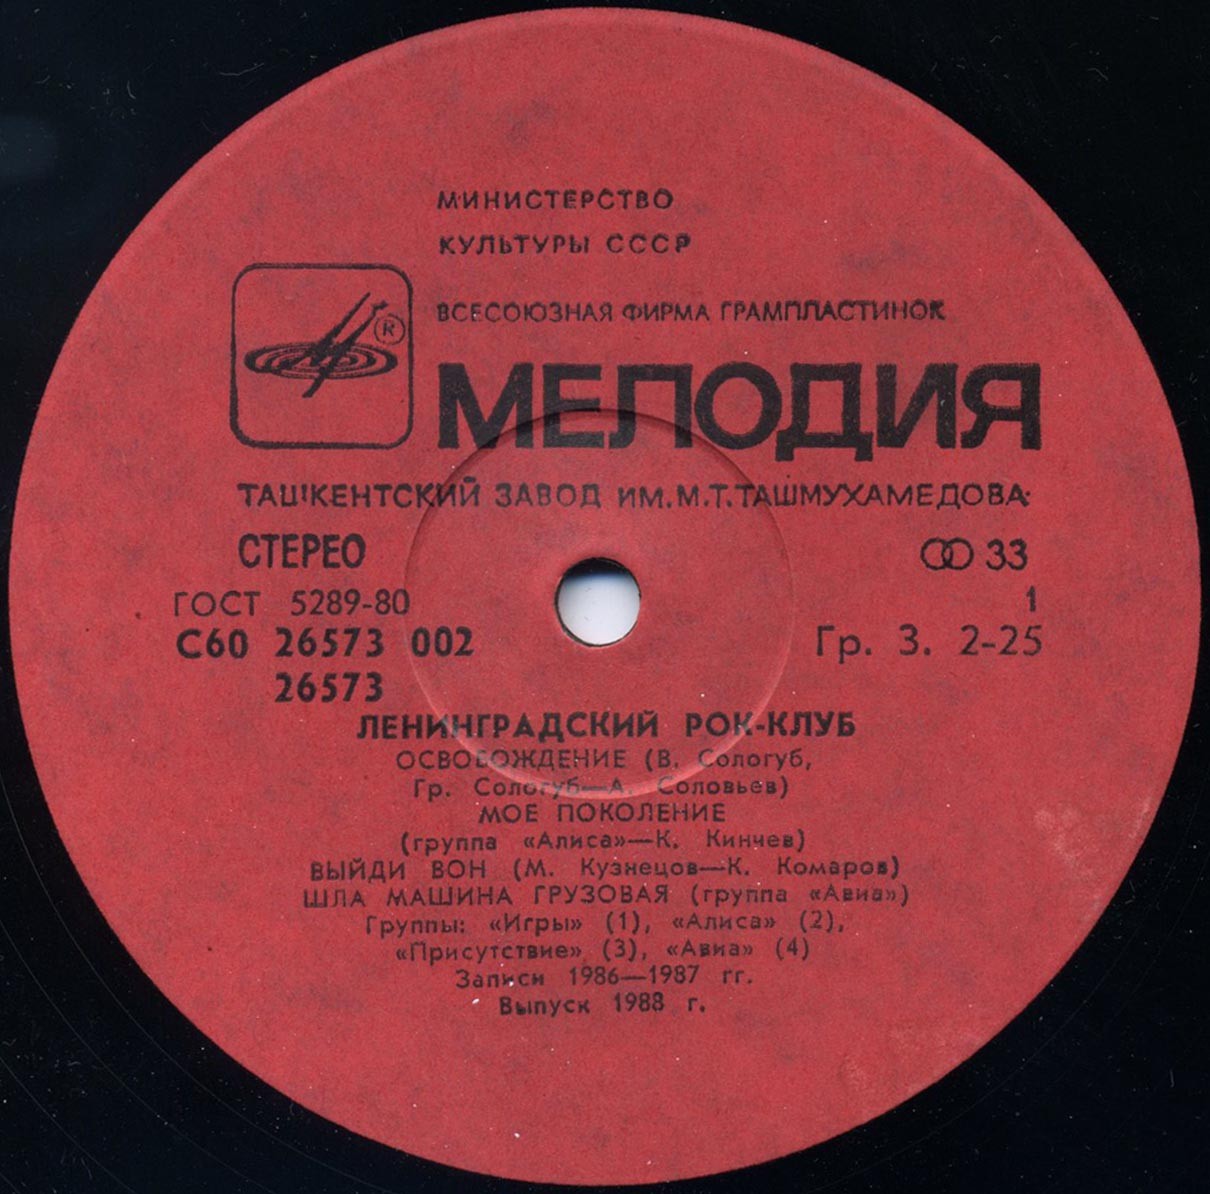 МИНИСТЕРСТВО
КУЛЬТУРЫ СССР
ВСЕСОЮЗНАЯ ФИРМА ГРАМПЛАСТИНОК
®
МЕЛОДИЯ
ТАШКЕНТСКИЙ ЗАВОД ИМ. М.Т.ТАШМУХАМЕДОВА
СТЕРЕО 33
ГОСТ 5289-80 1
С60 26573 002 Гр. 3. 2-25
26573
ЛЕНИНГРАДСКИЙ РОК-КЛУБ
ОСВОБОЖДЕНИЕ (В. Сологуб,
Гр. Сологуб—А. Соловьев)
МОЕ ПОКОЛЕНИЕ
(группа «Алиса»—К. Кинчев)
ВЫЙДИ ВОН (М. Кузнецов—К. Комаров)
ШЛА МАШИНА ГРУЗОВАЯ (группа «Авиа»)
Группы: «Игры» (1), «Алиса» (2),
«Присутствие» (3), «Авиа» (4)
Записи 1986—1987 гг.
Выпуск 1988 г.